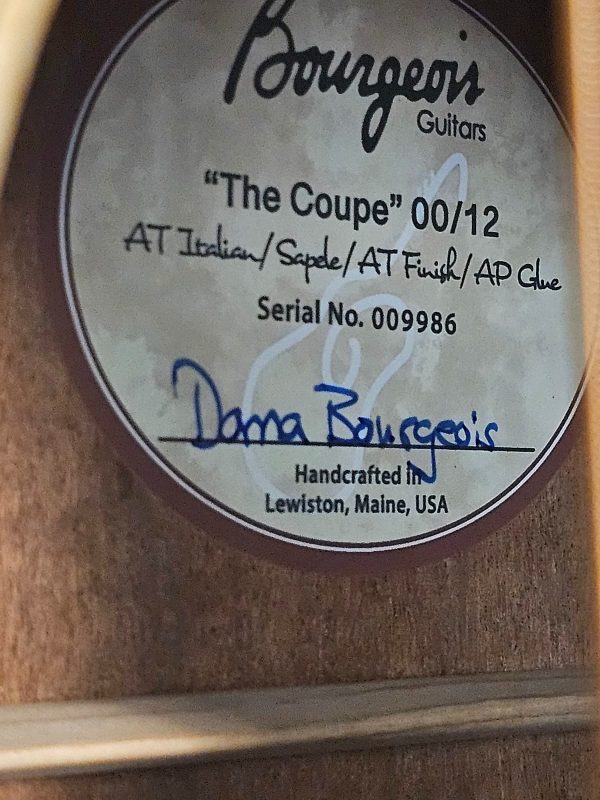 Bourgeois
Guitars
“The Coupe” 00/12
AT Italian/Sapele/AT Finish/AP Glue
Serial No. 009986
Dana Bourgeois
Handcrafted in
Lewiston, Maine, USA